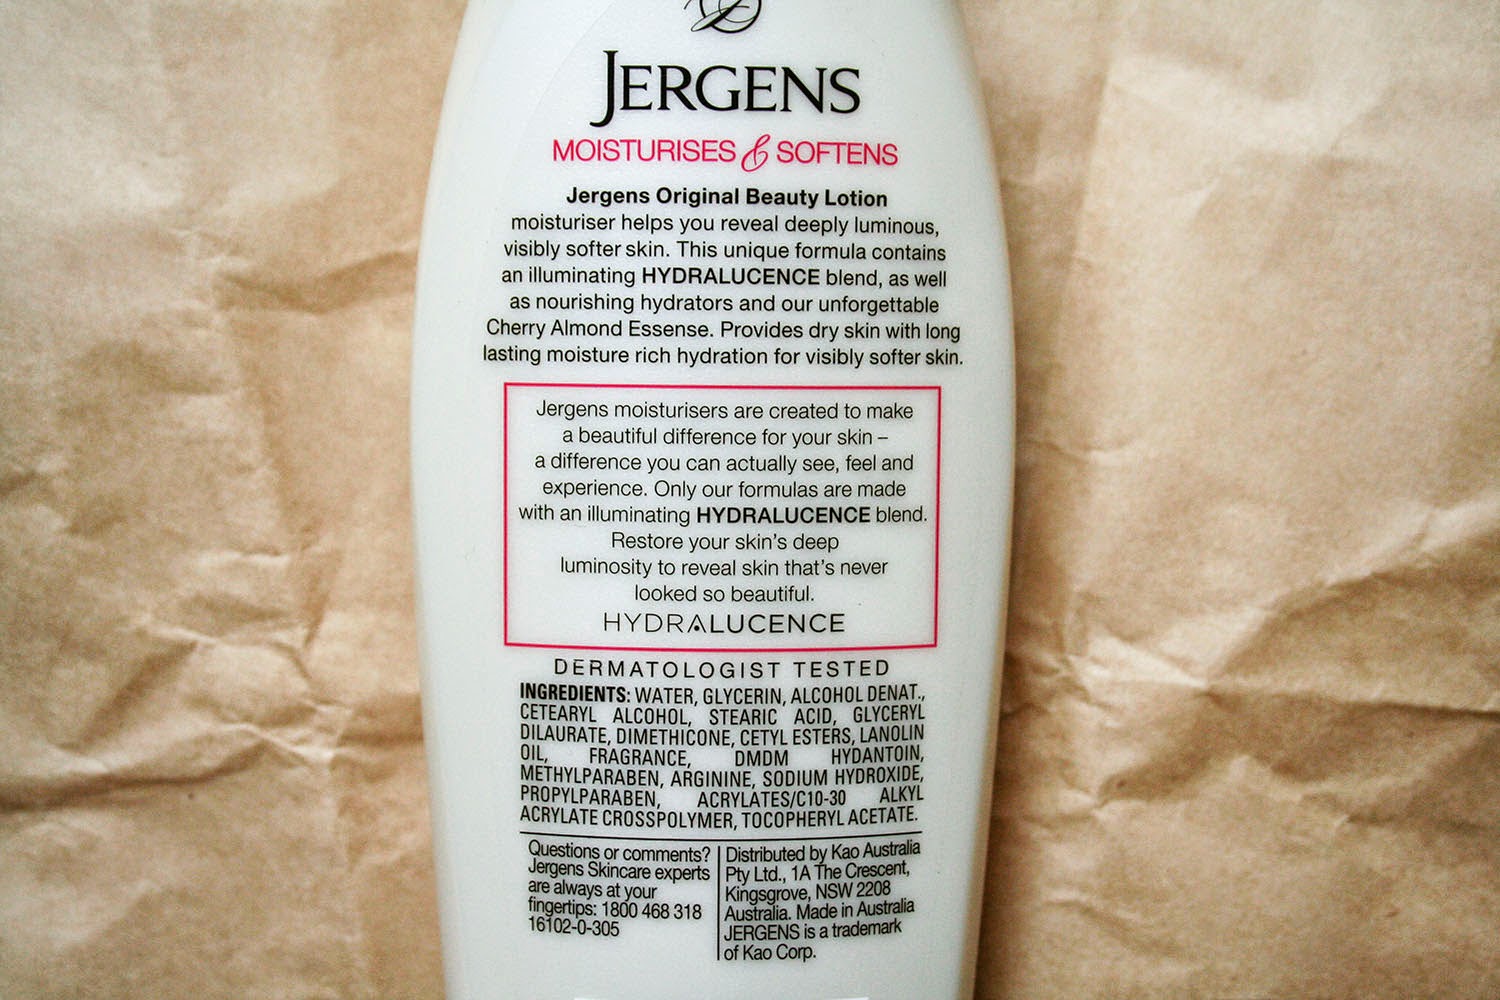 JERGENS
MOISTURISES & SOFTENS
Jergens Original Beauty Lotion
moisturiser helps you reveal deeply luminous,
visibly softer skin. This unique formula contains
an illuminating HYDRALUCENCE blend, as well
as nourishing hydrators and our unforgettable
Cherry Almond Essense. Provides dry skin with long
lasting moisture rich hydration for visibly softer skin.
Jergens moisturisers are created to make
a beautiful difference for your skin –
a difference you can actually see, feel and
experience. Only our formulas are made
with an illuminating HYDRALUCENCE blend.
Restore your skin's deep
luminosity to reveal skin that's never
looked so beautiful.
HYDRALUCENCE
DERMATOLOGIST TESTED
INGREDIENTS: WATER, GLYCERIN, ALCOHOL DENAT.,
CETEARYL ALCOHOL, STEARIC ACID, GLYCERYL
DILAURATE, DIMETHICONE, CETYL ESTERS, LANOLIN
OIL, FRAGRANCE, DMDM HYDANTOIN,
METHYLPARABEN, ARGININE, SODIUM HYDROXIDE,
PROPYLPARABEN, ACRYLATES/C10-30 ALKYL
ACRYLATE CROSSPOLYMER, TOCOPHERYL ACETATE.
Questions or comments?
Jergens Skincare experts
are always at your
fingertips: 1800 468 318
16102-0-305
Distributed by Kao Australia
Pty Ltd., 1A The Crescent,
Kingsgrove, NSW 2208
Australia. Made in Australia
JERGENS is a trademark
of Kao Corp.